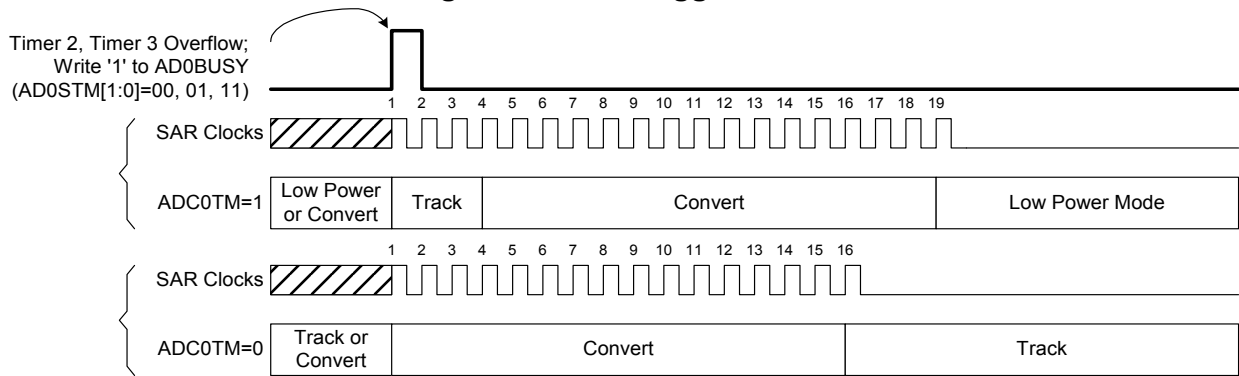 Timer 2, Timer 3 Overflow;
Write '1' to AD0BUSY
(AD0STM[1:0]=00, 01, 11)
1 2 3 4 5 6 7 8 9 10 11 12 13 14 15 16 17 18 19
SAR Clocks
ADC0TM=1
Low Power
or Convert
Track
Convert
Low Power Mode
1 2 3 4 5 6 7 8 9 10 11 12 13 14 15 16
SAR Clocks
ADC0TM=0
Track or
Convert
Convert
Track